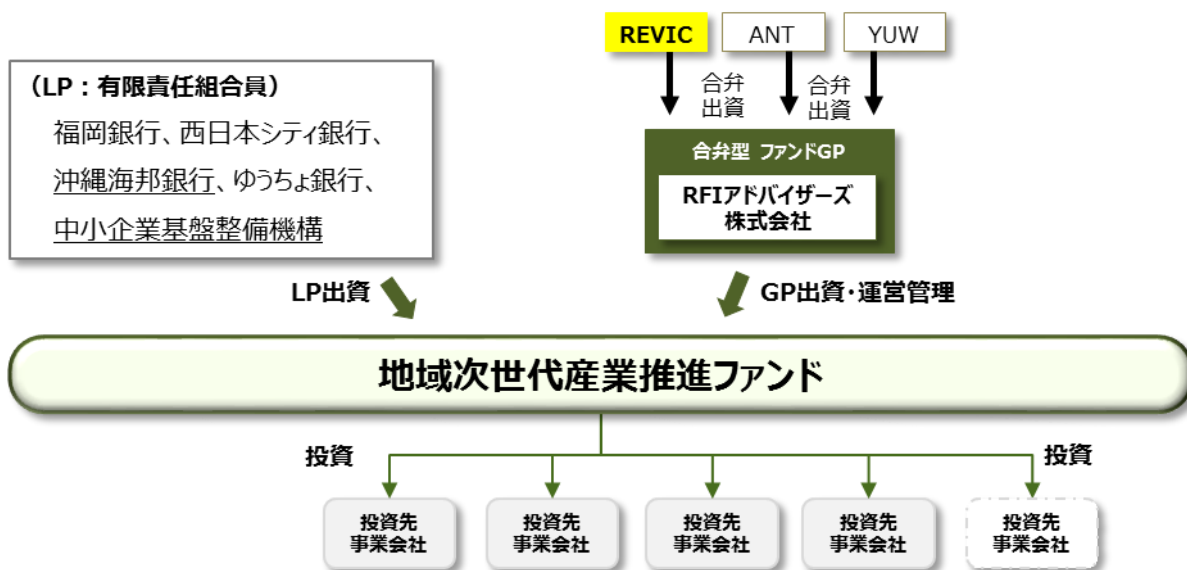 REVIC
ANT
YUW
（LP：有限責任組合員）
福岡銀行、西日本シティ銀行、
沖縄海邦銀行、ゆうちょ銀行、
中小企業基盤整備機構
合弁
出資
合弁
出資
合弁型 ファンドGP
RFIアドバイザーズ
株式会社
LP出資
GP出資・運営管理
地域次世代産業推進ファンド
投資
投資
投資先
事業会社
投資先
事業会社
投資先
事業会社
投資先
事業会社
投資先
事業会社